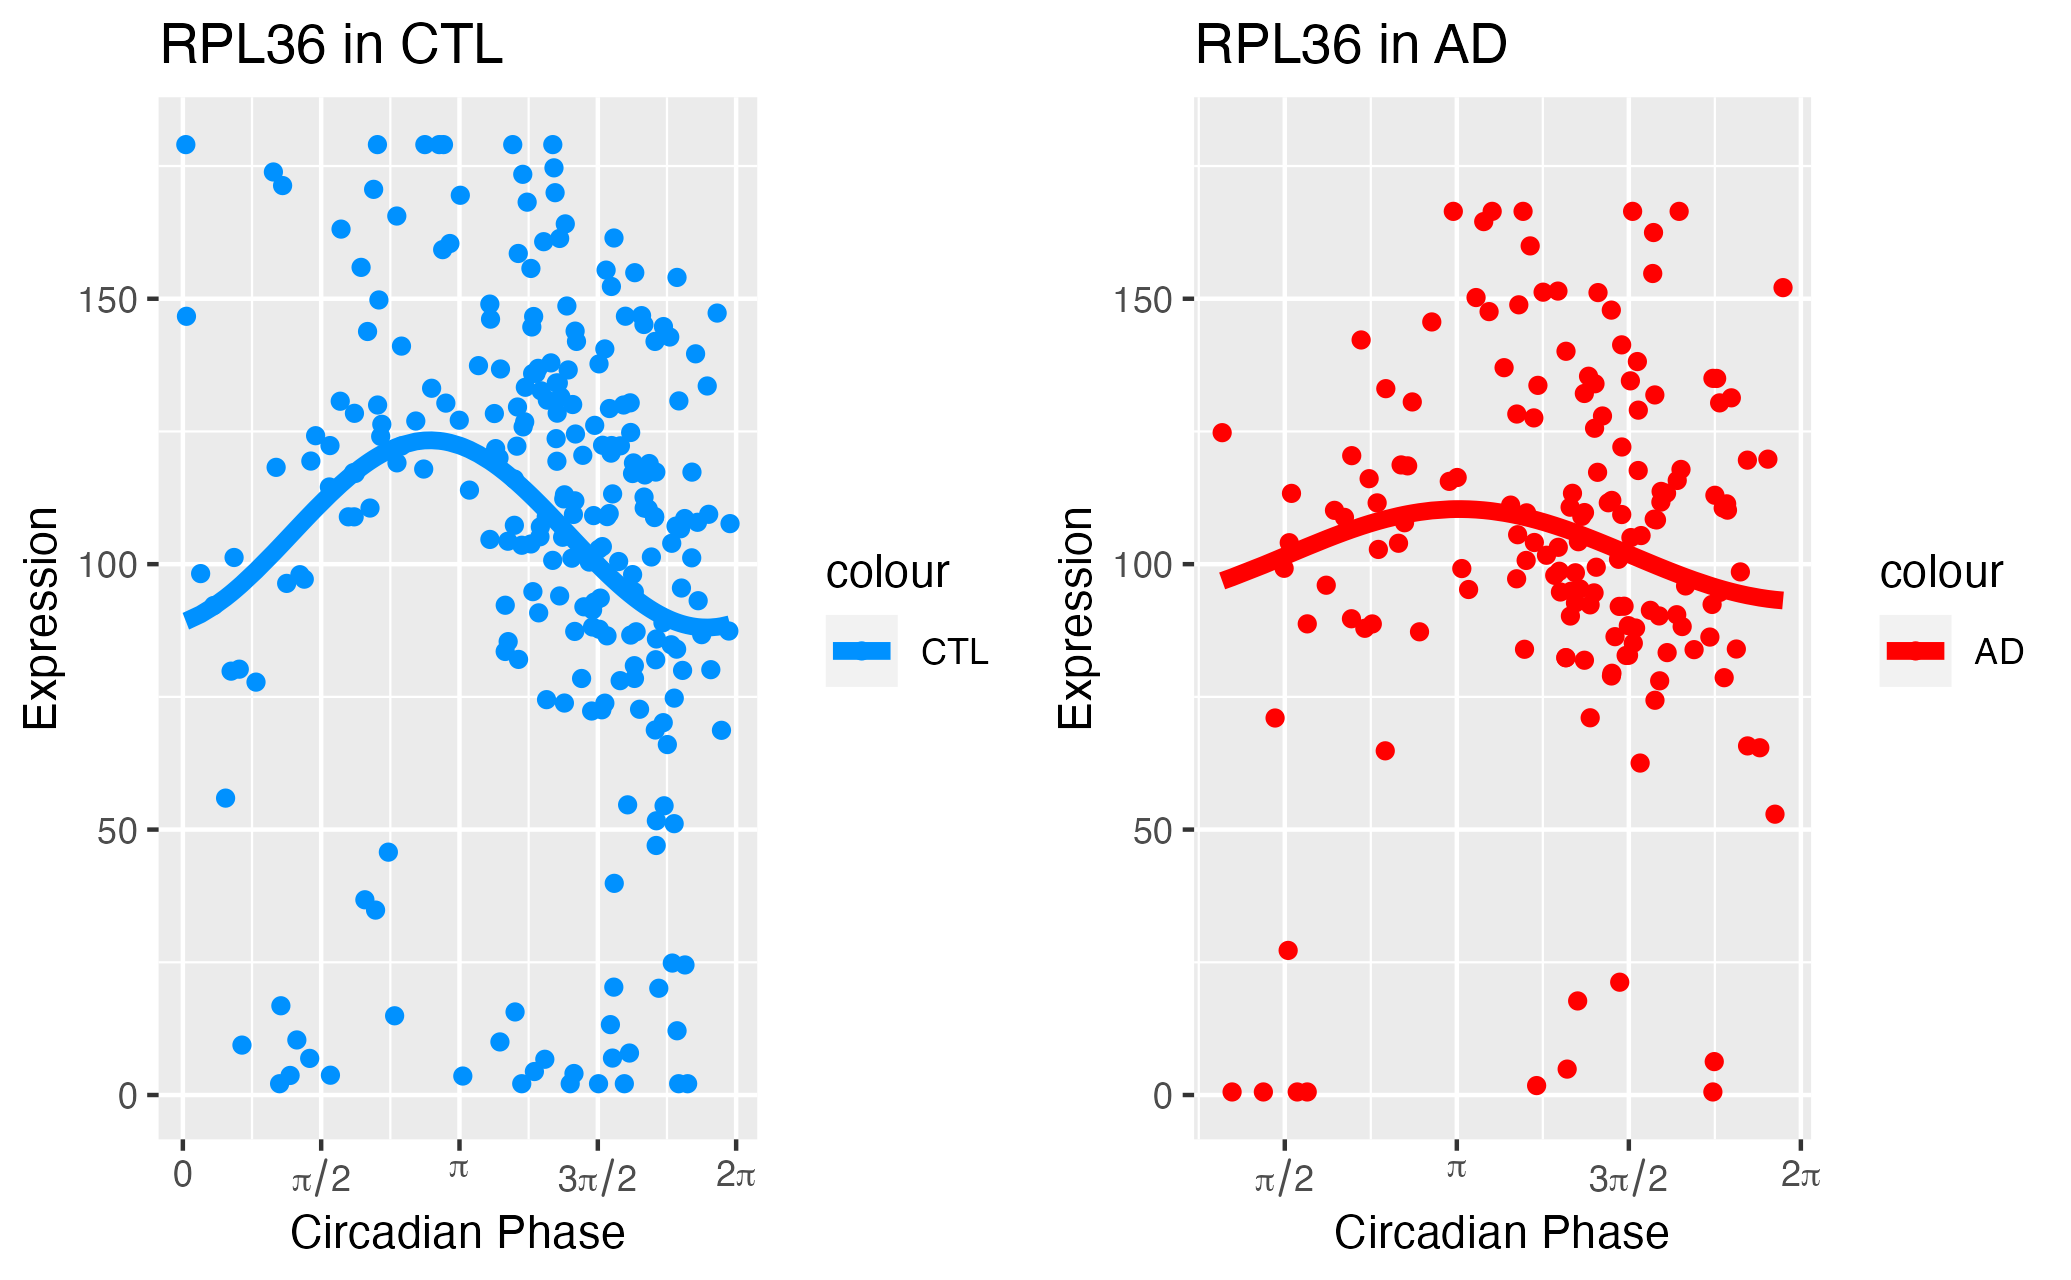 RPL36 in CTL
150
100
50
0
Expression
0
π/2
π
3π/2
2π
Circadian Phase
colour
CTL
RPL36 in AD
150
100
50
0
Expression
π/2
π
3π/2
2π
Circadian Phase
colour
AD